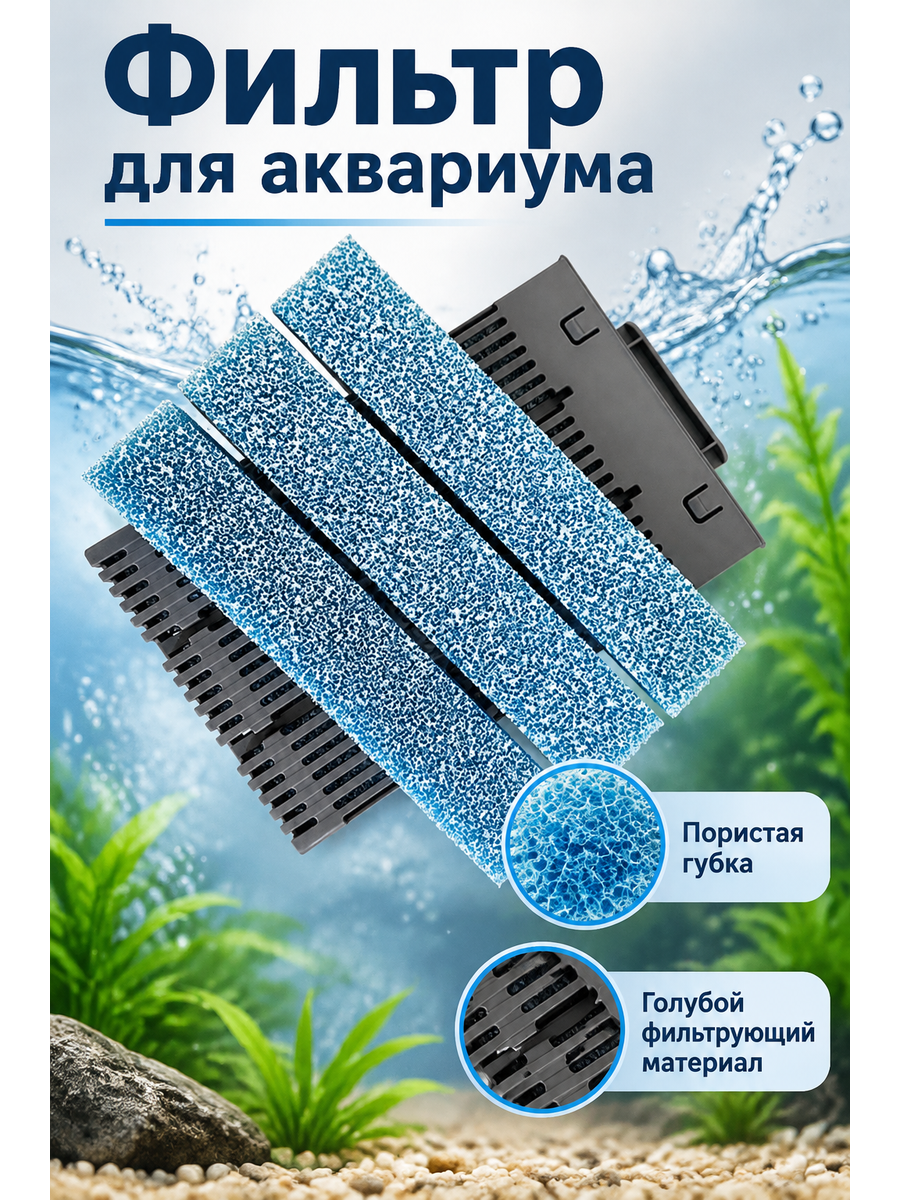 Фильтр
для аквариума
Пористая
губка
Голубой
фильтрующий
материал